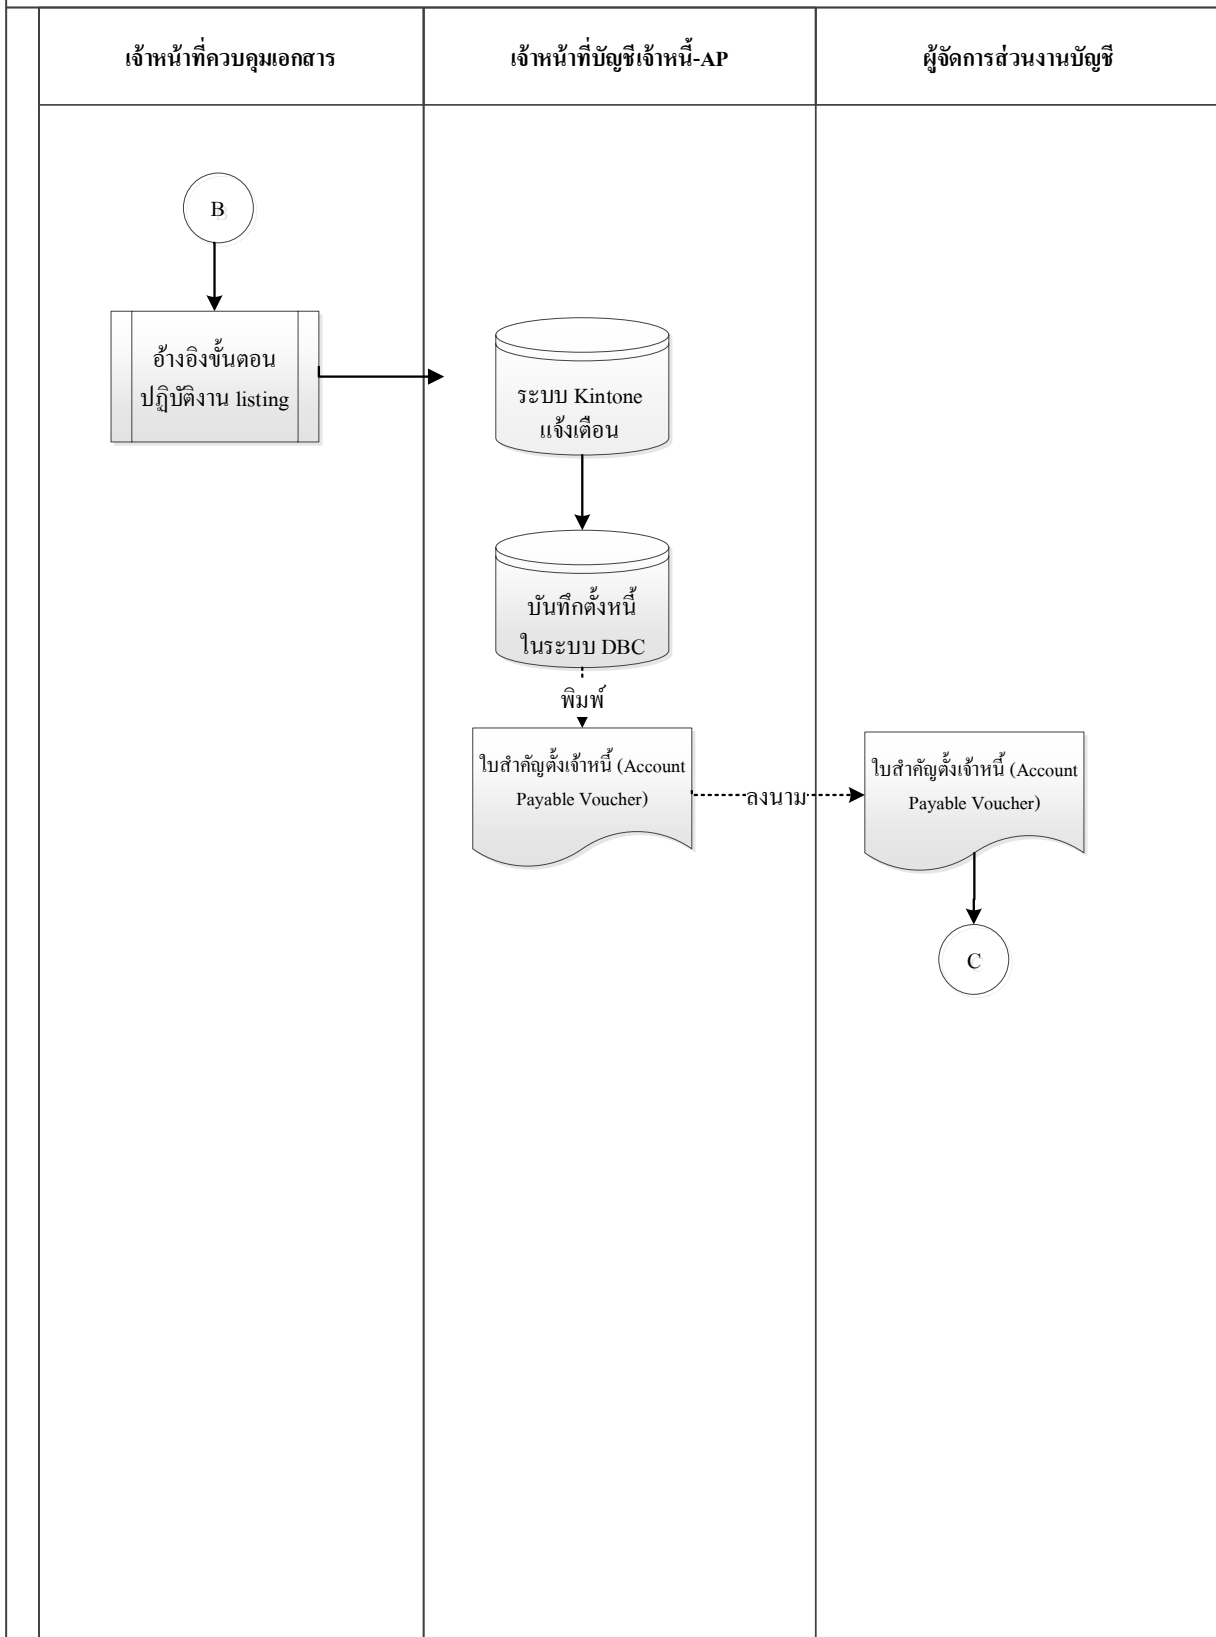 เจ้าหน้าที่ควบคุมเอกสาร
เจ้าหน้าที่บัญชีเจ้าหนี้-AP
ผู้จัดการส่วนงานบัญชี
B
อ้างอิงขั้นตอน
ปฏิบัติงาน listing
ระบบ Kintone
แจ้งเตือน
บันทึกตั้งหนี้
ในระบบ DBC
พิมพ์
ใบสำคัญตั้งเจ้าหนี้ (Account
Payable Voucher)
ลงนาม
ใบสำคัญตั้งเจ้าหนี้ (Account
Payable Voucher)
C